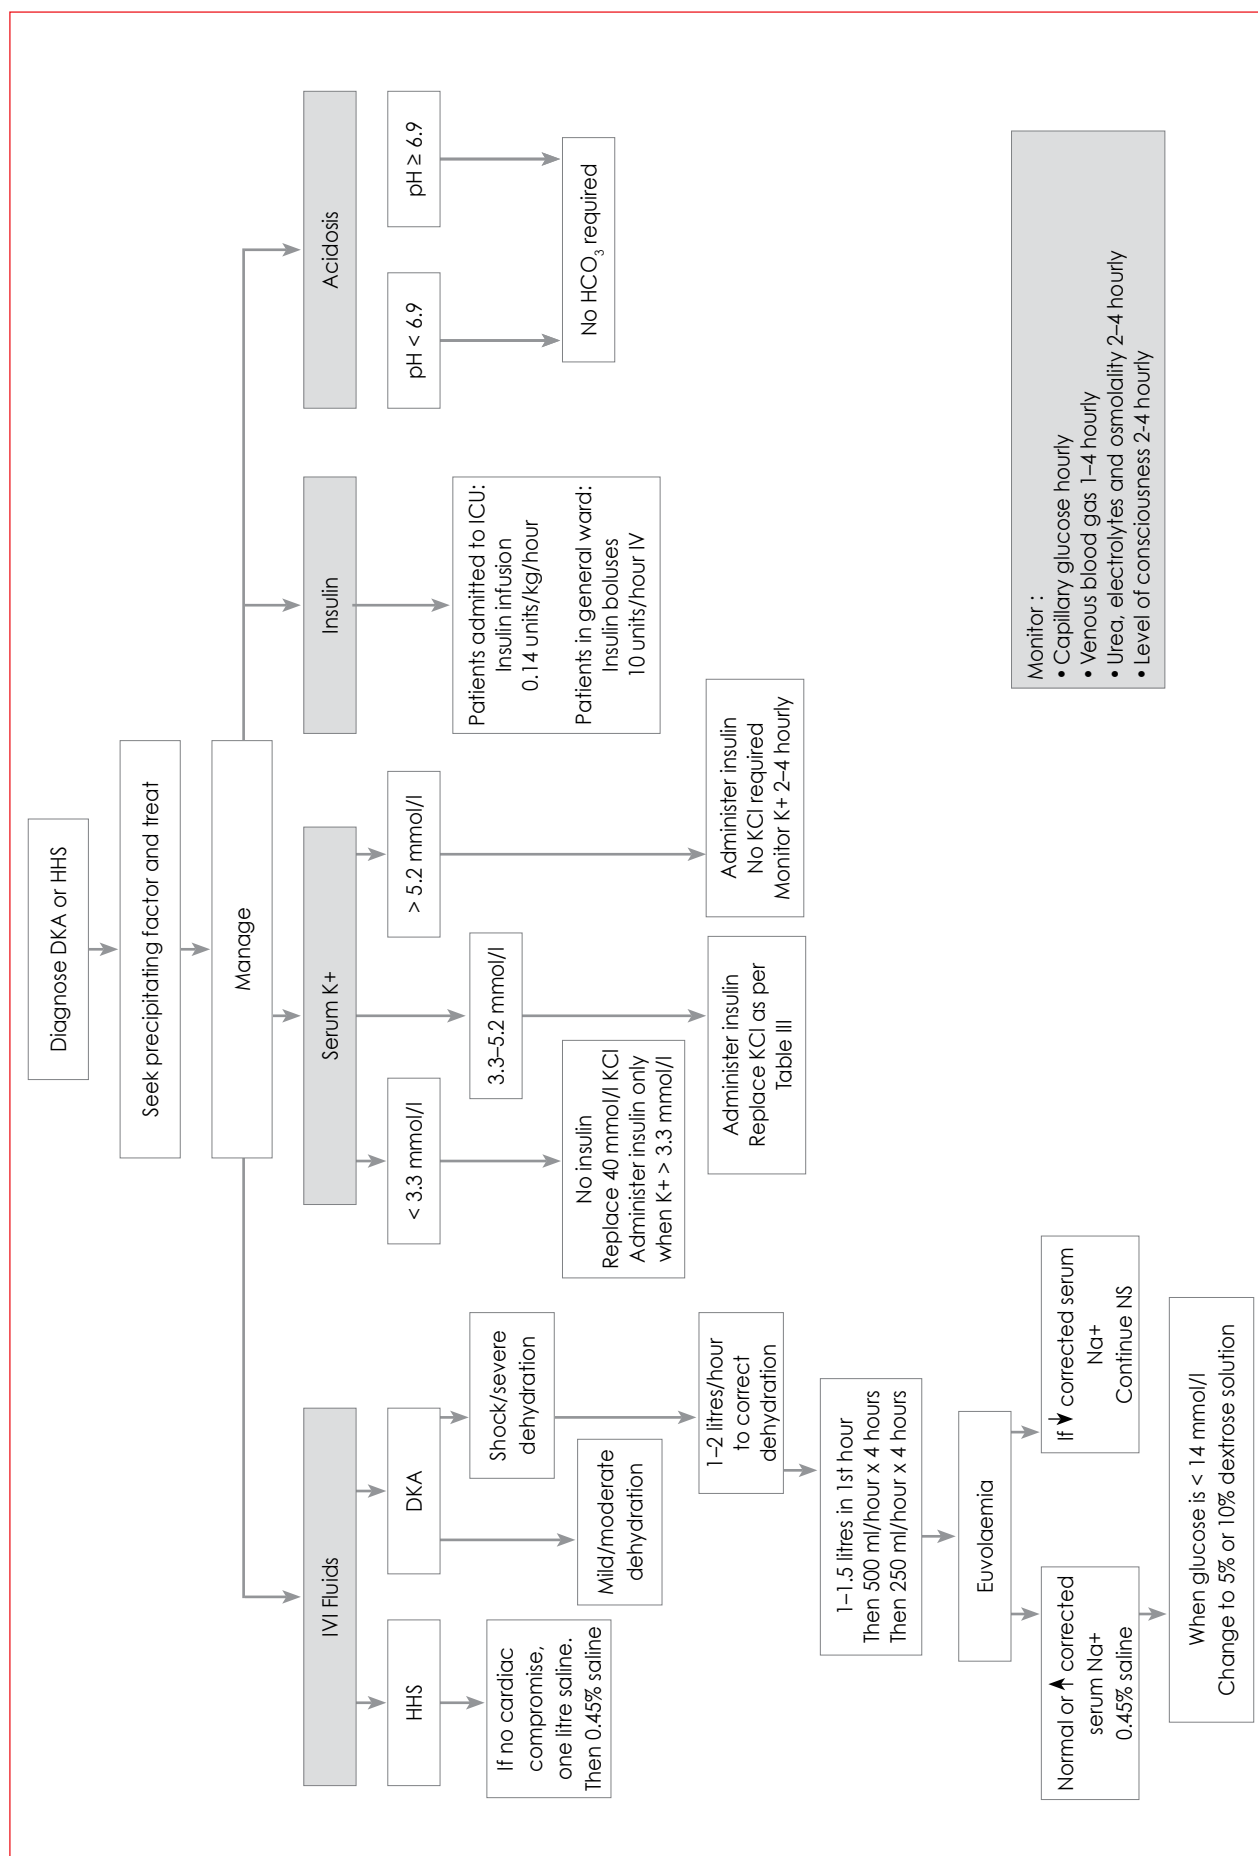 Diagnose DKA or HHS
Seek precipitating factor and treat
Manage
IVI Fluids
HHS
If no cardiac
compromise,
one litre saline.
Then 0.45% saline
DKA
Mild/moderate
dehydration
Shock/severe
dehydration
1–2 litres/hour
to correct
dehydration
1–1.5 litres in 1st hour
Then 500 ml/hour x 4 hours
Then 250 ml/hour x 4 hours
Euvolaemia
Normal or ↑ corrected
serum Na+
0.45% saline
If ↓ corrected serum
Na+
Continue NS
When glucose is < 14 mmol/l
Change to 5% or 10% dextrose solution
Serum K+
< 3.3 mmol/l
No insulin
Replace 40 mmol/l KCl
Administer insulin only
when K+ > 3.3 mmol/l
3.3–5.2 mmol/l
Administer insulin
Replace KCl as per
Table III
> 5.2 mmol/l
Administer insulin
No KCl required
Monitor K+ 2–4 hourly
Insulin
Patients admitted to ICU:
Insulin infusion
0.14 units/kg/hour
Patients in general ward:
Insulin boluses
10 units/hour IV
Acidosis
pH < 6.9
pH ≥ 6.9
No HCO₃ required
Monitor :
• Capillary glucose hourly
• Venous blood gas 1–4 hourly
• Urea, electrolytes and osmolality 2–4 hourly
• Level of consciousness 2-4 hourly